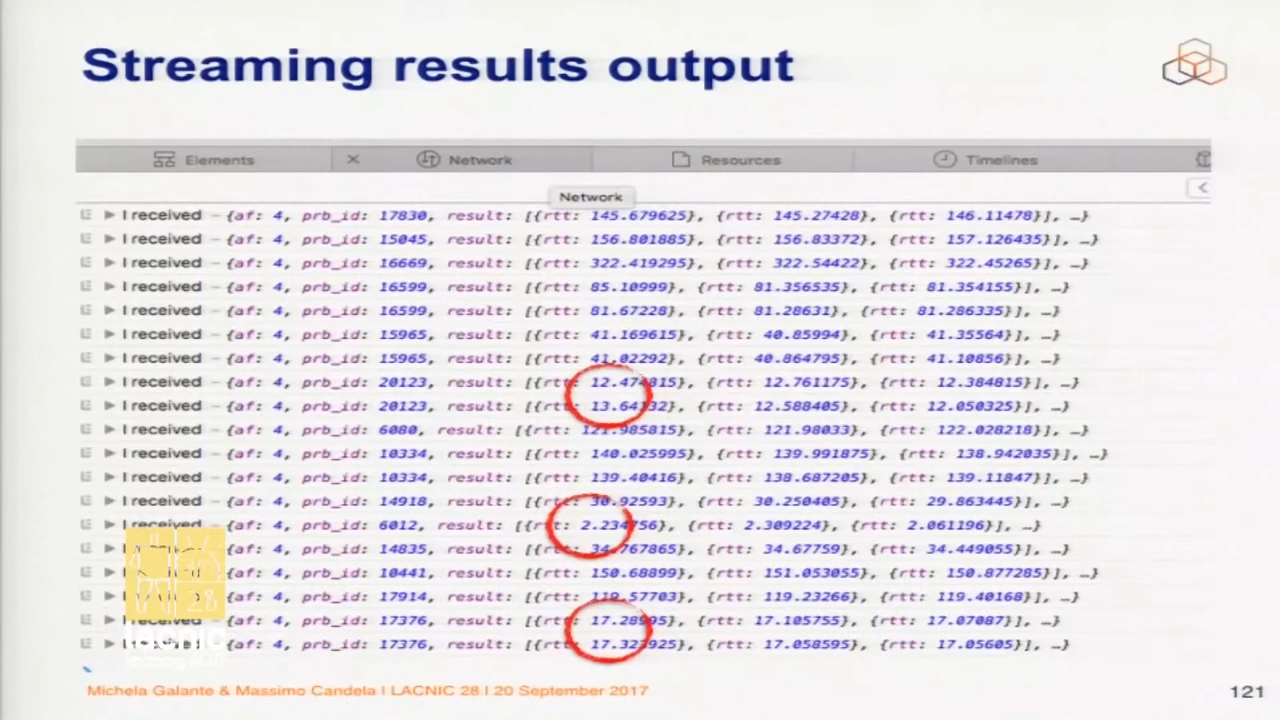 Streaming results output
Elements
Network
Resources
Timelines
Network
I received – {af: 4, prb_id: 17830, result: [{rtt: 145.679625}, {rtt: 145.27428}, {rtt: 146.11478}], …}
I received – {af: 4, prb_id: 15045, result: [{rtt: 156.801885}, {rtt: 156.83372}, {rtt: 157.126435}], …}
I received – {af: 4, prb_id: 16669, result: [{rtt: 322.419295}, {rtt: 322.54422}, {rtt: 322.45265}], …}
I received – {af: 4, prb_id: 16599, result: [{rtt: 85.10999}, {rtt: 81.356535}, {rtt: 81.354155}], …}
I received – {af: 4, prb_id: 16599, result: [{rtt: 81.67228}, {rtt: 81.28631}, {rtt: 81.286335}], …}
I received – {af: 4, prb_id: 15965, result: [{rtt: 41.169615}, {rtt: 40.85994}, {rtt: 41.35564}], …}
I received – {af: 4, prb_id: 15965, result: [{rtt: 41.02292}, {rtt: 40.864795}, {rtt: 41.10856}], …}
I received – {af: 4, prb_id: 20123, result: [{rtt: 12.474815}, {rtt: 12.761175}, {rtt: 12.384815}], …}
I received – {af: 4, prb_id: 20123, result: [{rtt: {rtt: 12.588405}, {rtt: 12.050325}], …}
I received – {af: 4, prb_id: 6080, result: [{rtt: 121.985815}, {rtt: 121.98033}, {rtt: 122.028218}], …}
I received – {af: 4, prb_id: 10334, result: [{rtt: 140.025995}, {rtt: 139.991875}, {rtt: 138.942035}], …}
I received – {af: 4, prb_id: 10334, result: [{rtt: 139.40416}, {rtt: 138.687205}, {rtt: 139.11847}], …}
I received – {af: 4, prb_id: 14918, result: [{rtt: 30.92593}, {rtt: 30.250405}, {rtt: 29.863445}], …}
I received – {af: 4, prb_id: 6012, result: [{rtt: 2.234756}, {rtt: 2.309224}, {rtt: 2.061196}], …}
{af: 4, prb_id: 14835, result: [{rtt: 34.767865}, {rtt: 34.67759}, {rtt: 34.449055}], …}
{af: 4, prb_id: 10441, result: [{rtt: 150.68899}, {rtt: 151.053055}, {rtt: 150.877285}], …}
{af: 4, prb_id: 17914, result: [{rtt: 119.57703}, {rtt: 119.23266}, {rtt: 119.40168}], …}
received {af: 4, prb_id: 17376, result: [{rtt: 17.28995}, {rtt: 17.105755}, {rtt: 17.07087}], …}
{af: 4, prb_id: 17376, result: [{rtt: {rtt: 17.058595}, {rtt: 17.05605}], …}
28
lacnic
Michela Galante & Massimo Candela | LACNIC 28 | 20 September 2017
121